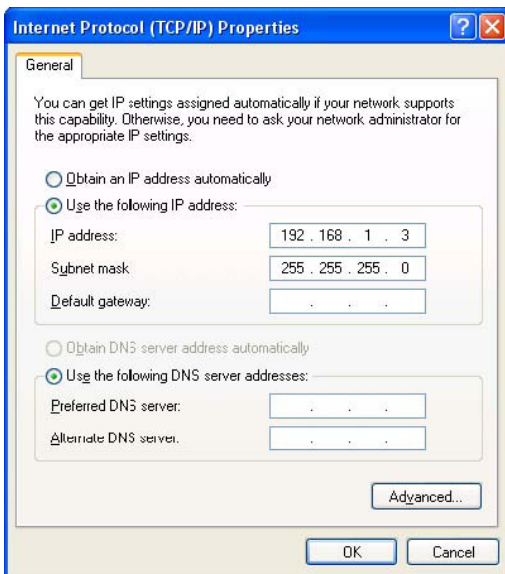 Internet Protocol (TCP/IP) Properties
General
You can get IP settings assigned automatically if your network supports
this capability. Otherwise, you need to ask your network administrator for
the appropriate IP settings.
Obtain an IP address automatically
Use the following IP address:
IP address: 192 . 168 . 1 . 3
Subnet mask 255 . 255 . 255 . 0
Default gateway: . . .
Obtain DNS server address automatically
Use the following DNS server addresses:
Preferred DNS server: . . .
Alternate DNS server. . . .
Advanced...
OK Cancel